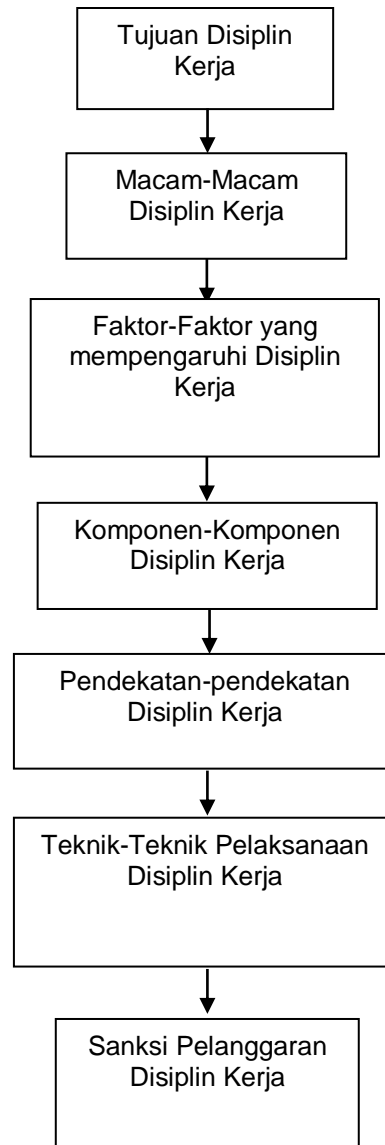 Tujuan Disiplin
Kerja
Macam-Macam
Disiplin Kerja
Faktor-Faktor yang
mempengaruhi Disiplin
Kerja
Komponen-Komponen
Disiplin Kerja
Pendekatan-pendekatan
Disiplin Kerja
Teknik-Teknik Pelaksanaan
Disiplin Kerja
Sanksi Pelanggaran
Disiplin Kerja